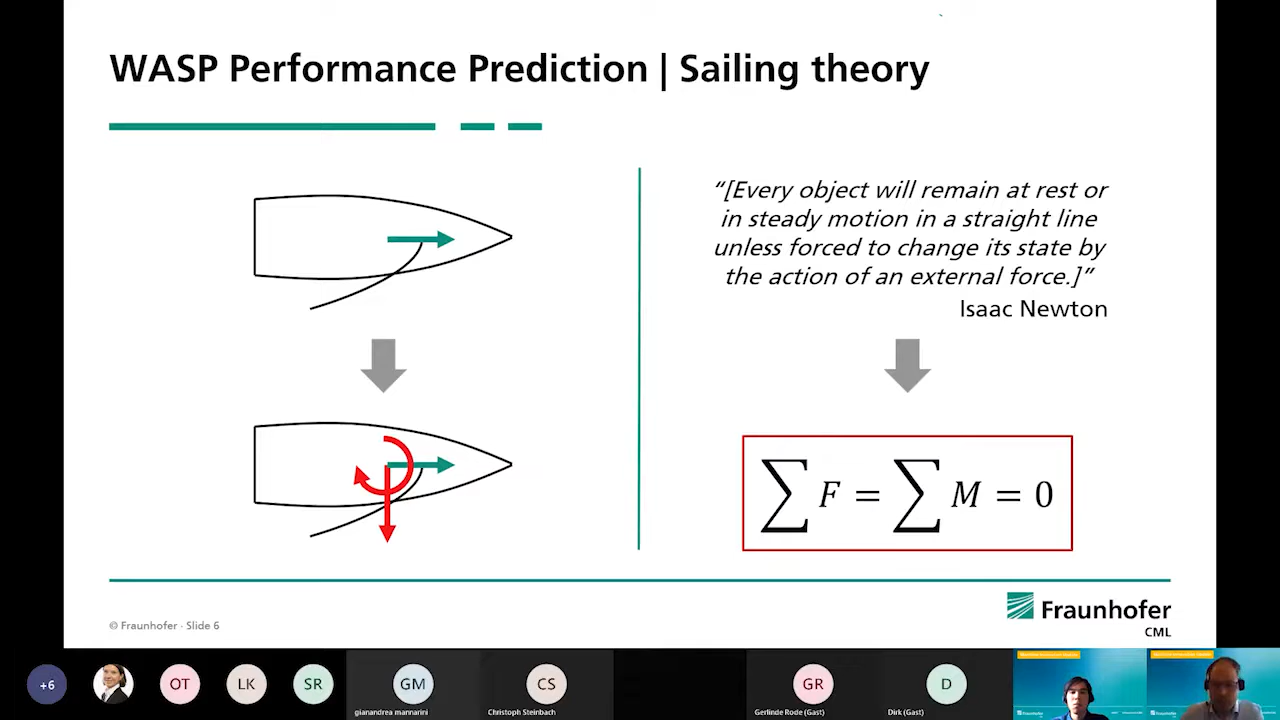 WASP Performance Prediction | Sailing theory
“[Every object will remain at rest or
in steady motion in a straight line
unless forced to change its state by
the action of an external force.]”
Isaac Newton
∑ F = ∑ M = 0
© Fraunhofer · Slide 6
Fraunhofer
CML
+6
OT
LK
SR
GM
gianandrea mannarini
CS
Christoph Steinbach
GR
Gerlinde Rode (Gast)
D
Dirk (Gast)
Fraunhofer
Fraunhofer